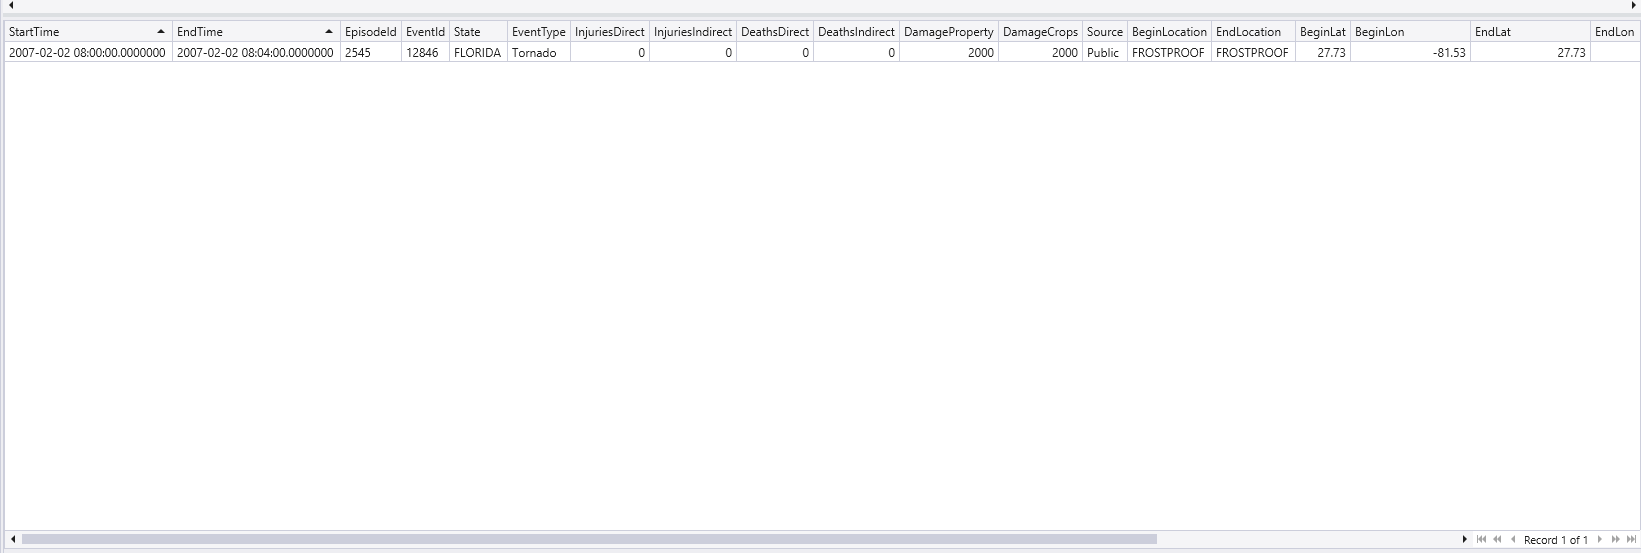 StartTime EndTime EpisodeId EventId State EventType InjuriesDirect InjuriesIndirect DeathsDirect DeathsIndirect DamageProperty DamageCrops Source BeginLocation EndLocation BeginLat BeginLon EndLat EndLon
2007-02-02 08:00:00.0000000 2007-02-02 08:04:00.0000000 2545 12846 FLORIDA Tornado 0 0 0 0 2000 2000 Public FROSTPROOF FROSTPROOF 27.73 -81.53 27.73
Record 1 of 1